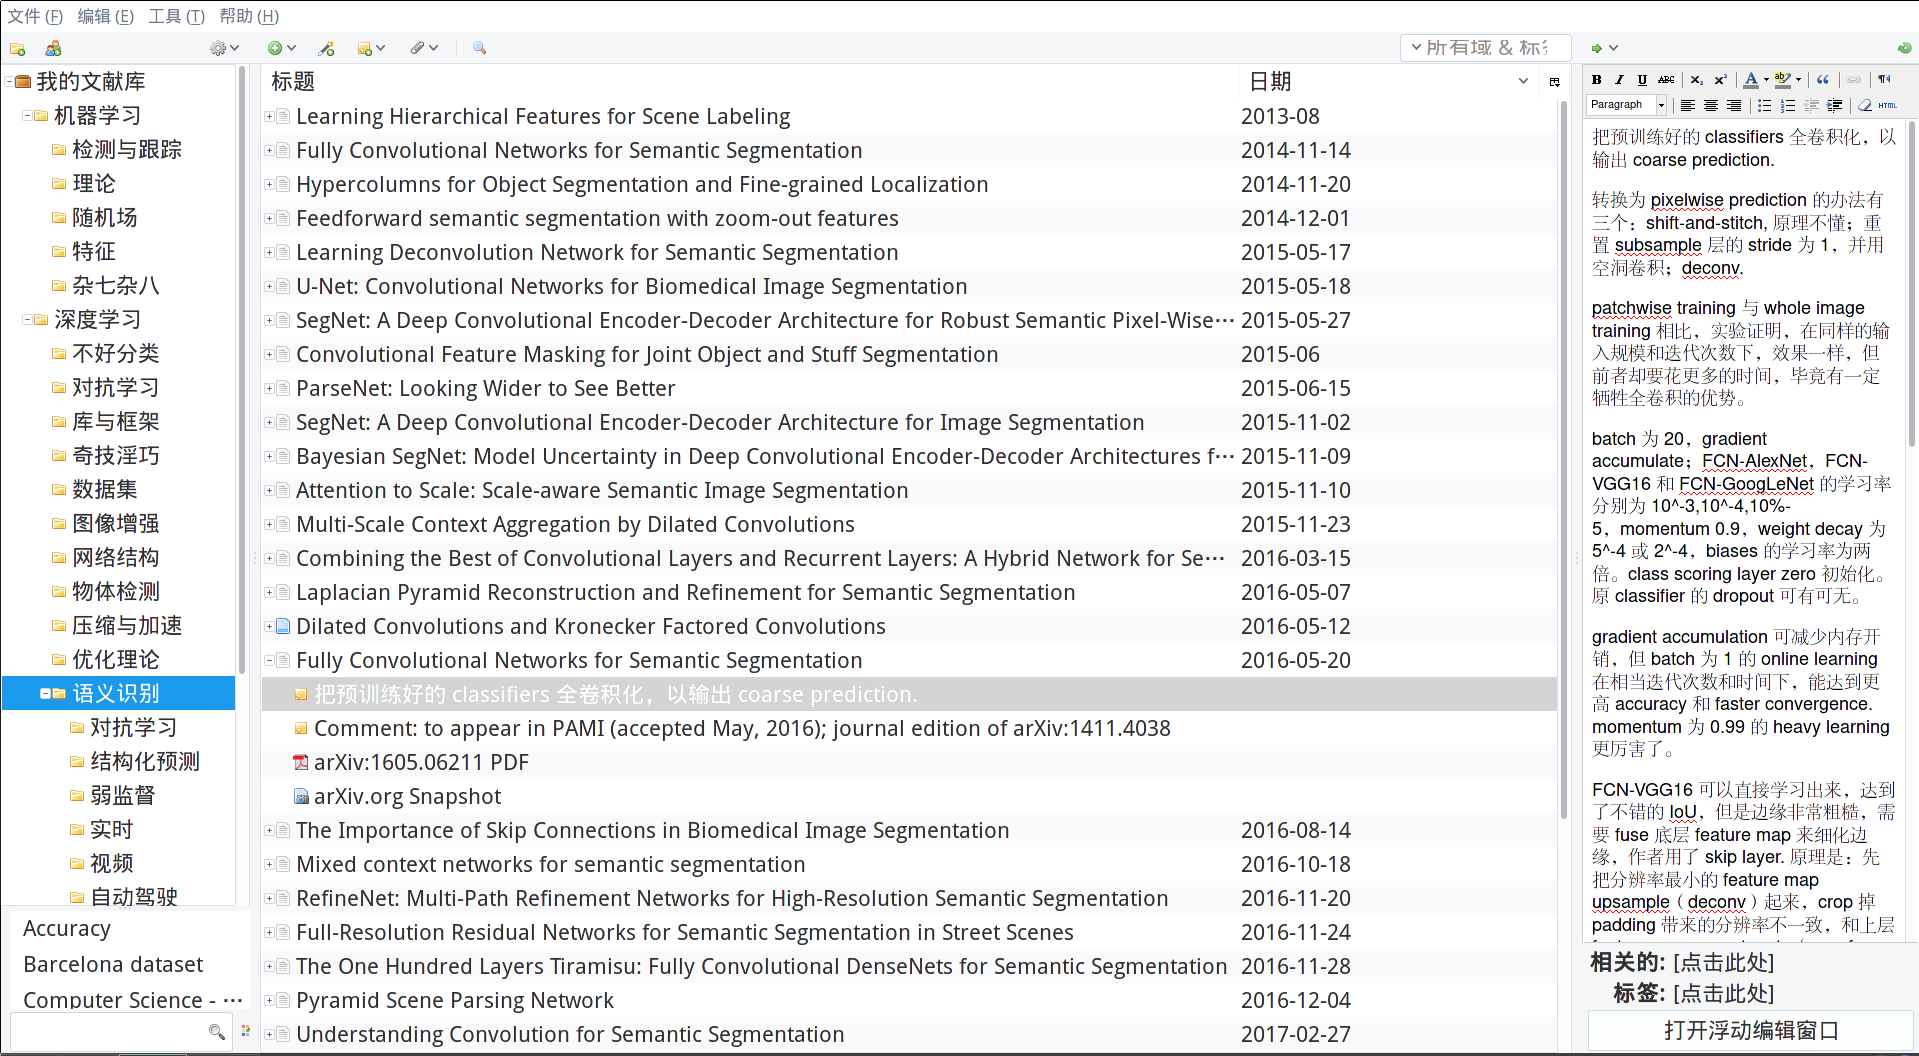 文件 (F) 编辑 (E) 工具 (T) 帮助 (H)
所有域 & 标签
我的文献库
机器学习
检测与跟踪
理论
随机场
特征
杂七杂八
深度学习
不好分类
对抗学习
库与框架
奇技淫巧
数据集
图像增强
网络结构
物体检测
压缩与加速
优化理论
语义识别
对抗学习
结构化预测
弱监督
实时
视频
自动驾驶
Accuracy
Barcelona dataset
Computer Science - ···
标题 日期
Learning Hierarchical Features for Scene Labeling 2013-08
Fully Convolutional Networks for Semantic Segmentation 2014-11-14
Hypercolumns for Object Segmentation and Fine-grained Localization 2014-11-20
Feedforward semantic segmentation with zoom-out features 2014-12-01
Learning Deconvolution Network for Semantic Segmentation 2015-05-17
U-Net: Convolutional Networks for Biomedical Image Segmentation 2015-05-18
SegNet: A Deep Convolutional Encoder-Decoder Architecture for Robust Semantic Pixel-Wise··· 2015-05-27
Convolutional Feature Masking for Joint Object and Stuff Segmentation 2015-06
ParseNet: Looking Wider to See Better 2015-06-15
SegNet: A Deep Convolutional Encoder-Decoder Architecture for Image Segmentation 2015-11-02
Bayesian SegNet: Model Uncertainty in Deep Convolutional Encoder-Decoder Architectures f··· 2015-11-09
Attention to Scale: Scale-aware Semantic Image Segmentation 2015-11-10
Multi-Scale Context Aggregation by Dilated Convolutions 2015-11-23
Combining the Best of Convolutional Layers and Recurrent Layers: A Hybrid Network for Se··· 2016-03-15
Laplacian Pyramid Reconstruction and Refinement for Semantic Segmentation 2016-05-07
Dilated Convolutions and Kronecker Factored Convolutions 2016-05-12
Fully Convolutional Networks for Semantic Segmentation 2016-05-20
把预训练好的 classifiers 全卷积化，以输出 coarse prediction.
Comment: to appear in PAMI (accepted May, 2016); journal edition of arXiv:1411.4038
arXiv:1605.06211 PDF
arXiv.org Snapshot
The Importance of Skip Connections in Biomedical Image Segmentation 2016-08-14
Mixed context networks for semantic segmentation 2016-10-18
RefineNet: Multi-Path Refinement Networks for High-Resolution Semantic Segmentation 2016-11-20
Full-Resolution Residual Networks for Semantic Segmentation in Street Scenes 2016-11-24
The One Hundred Layers Tiramisu: Fully Convolutional DenseNets for Semantic Segmentation 2016-11-28
Pyramid Scene Parsing Network 2016-12-04
Understanding Convolution for Semantic Segmentation 2017-02-27
B I U ABC X₂ X² A ab HTML
Paragraph
把预训练好的 classifiers 全卷积化，以
输出 coarse prediction.
转换为 pixelwise prediction 的办法有
三个：shift-and-stitch, 原理不懂；重
置 subsample 层的 stride 为 1，并用
空洞卷积；deconv.
patchwise training 与 whole image
training 相比，实验证明，在同样的输
入规模和迭代次数下，效果一样，但
前者却要花更多的时间，毕竟有一定
牺牲全卷积的优势。
batch 为 20，gradient
accumulate；FCN-AlexNet，FCN-
VGG16 和 FCN-GoogLeNet 的学习率
分别为 10^-3,10^-4,10%-
5，momentum 0.9，weight decay 为
5^-4 或 2^-4，biases 的学习率为两
倍。class scoring layer zero 初始化。
原 classifier 的 dropout 可有可无。
gradient accumulation 可减少内存开
销，但 batch 为 1 的 online learning
在相当迭代次数和时间下，能达到更
高 accuracy 和 faster convergence.
momentum 为 0.99 的 heavy learning
更厉害了。
FCN-VGG16 可以直接学习出来，达到
了不错的 IoU，但是边缘非常粗糙，需
要 fuse 底层 feature map 来细化边
缘，作者用了 skip layer. 原理是：先
把分辨率最小的 feature map
upsample（deconv）起来，crop 掉
padding 带来的分辨率不一致，和上层
相关的: [点击此处]
标签: [点击此处]
打开浮动编辑窗口